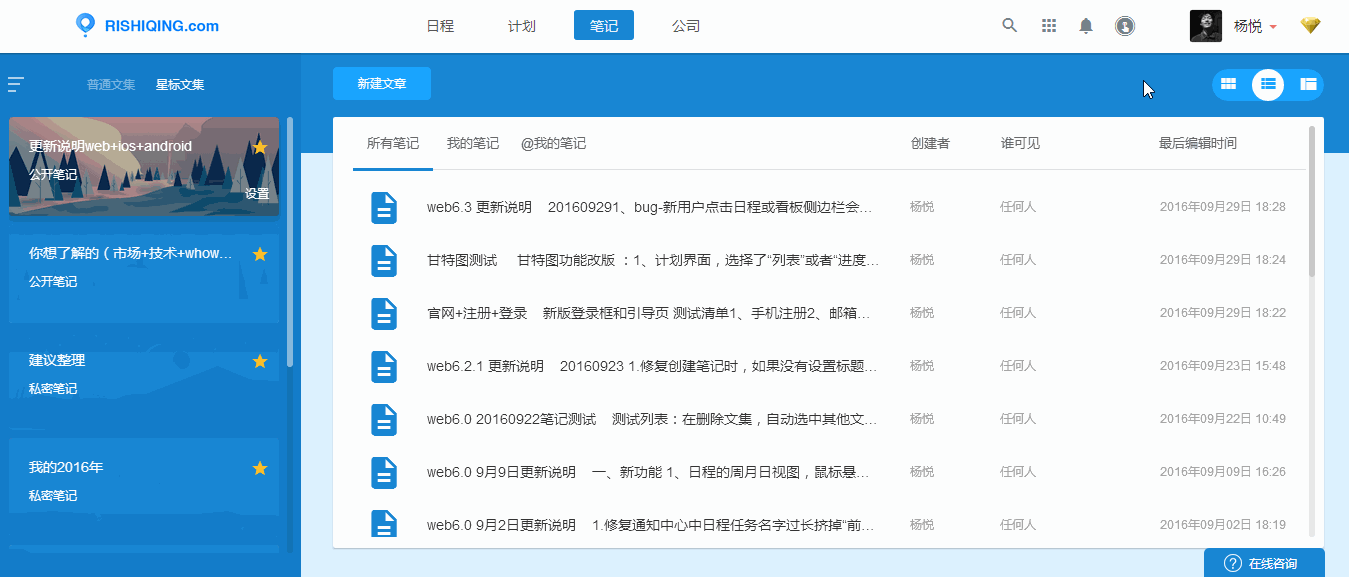 RISHIQING.com 日程 计划 笔记 公司 杨悦
普通文集 星标文集 新建文章
更新说明web+ios+android
公开笔记
设置
你想了解的（市场+技术+whow...
公开笔记
建议整理
私密笔记
我的2016年
私密笔记
所有笔记 我的笔记 @我的笔记 创建者 谁可见 最后编辑时间
web6.3 更新说明 201609291、bug-新用户点击日程或看板侧边栏会... 杨悦 任何人 2016年09月29日 18:28
甘特图测试 甘特图功能改版 ：1、计划界面，选择了“列表”或者“进度... 杨悦 任何人 2016年09月29日 18:24
官网+注册+登录 新版登录框和引导页 测试清单1、手机注册2、邮箱... 杨悦 任何人 2016年09月29日 18:22
web6.2.1 更新说明 20160923 1.修复创建笔记时，如果没有设置标题... 杨悦 任何人 2016年09月23日 15:48
web6.0 20160922笔记测试 测试列表：在删除文集，自动选中其他文... 杨悦 任何人 2016年09月22日 10:49
web6.0 9月9日更新说明 一、新功能 1、日程的周月日视图，鼠标悬... 杨悦 任何人 2016年09月09日 16:26
web6.0 9月2日更新说明 1.修复通知中心中日程任务名字过长挤掉“前... 杨悦 任何人 2016年09月02日 18:19
? 在线咨询